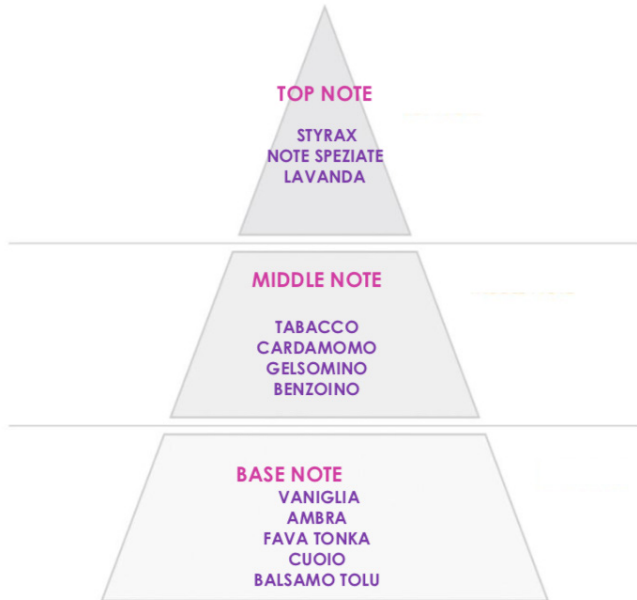 TOP NOTE
STYRAX
NOTE SPEZIATE
LAVANDA
MIDDLE NOTE
TABACCO
CARDAMOMO
GELSOMINO
BENZOINO
BASE NOTE
VANIGLIA
AMBRA
FAVA TONKA
CUOIO
BALSAMO TOLU